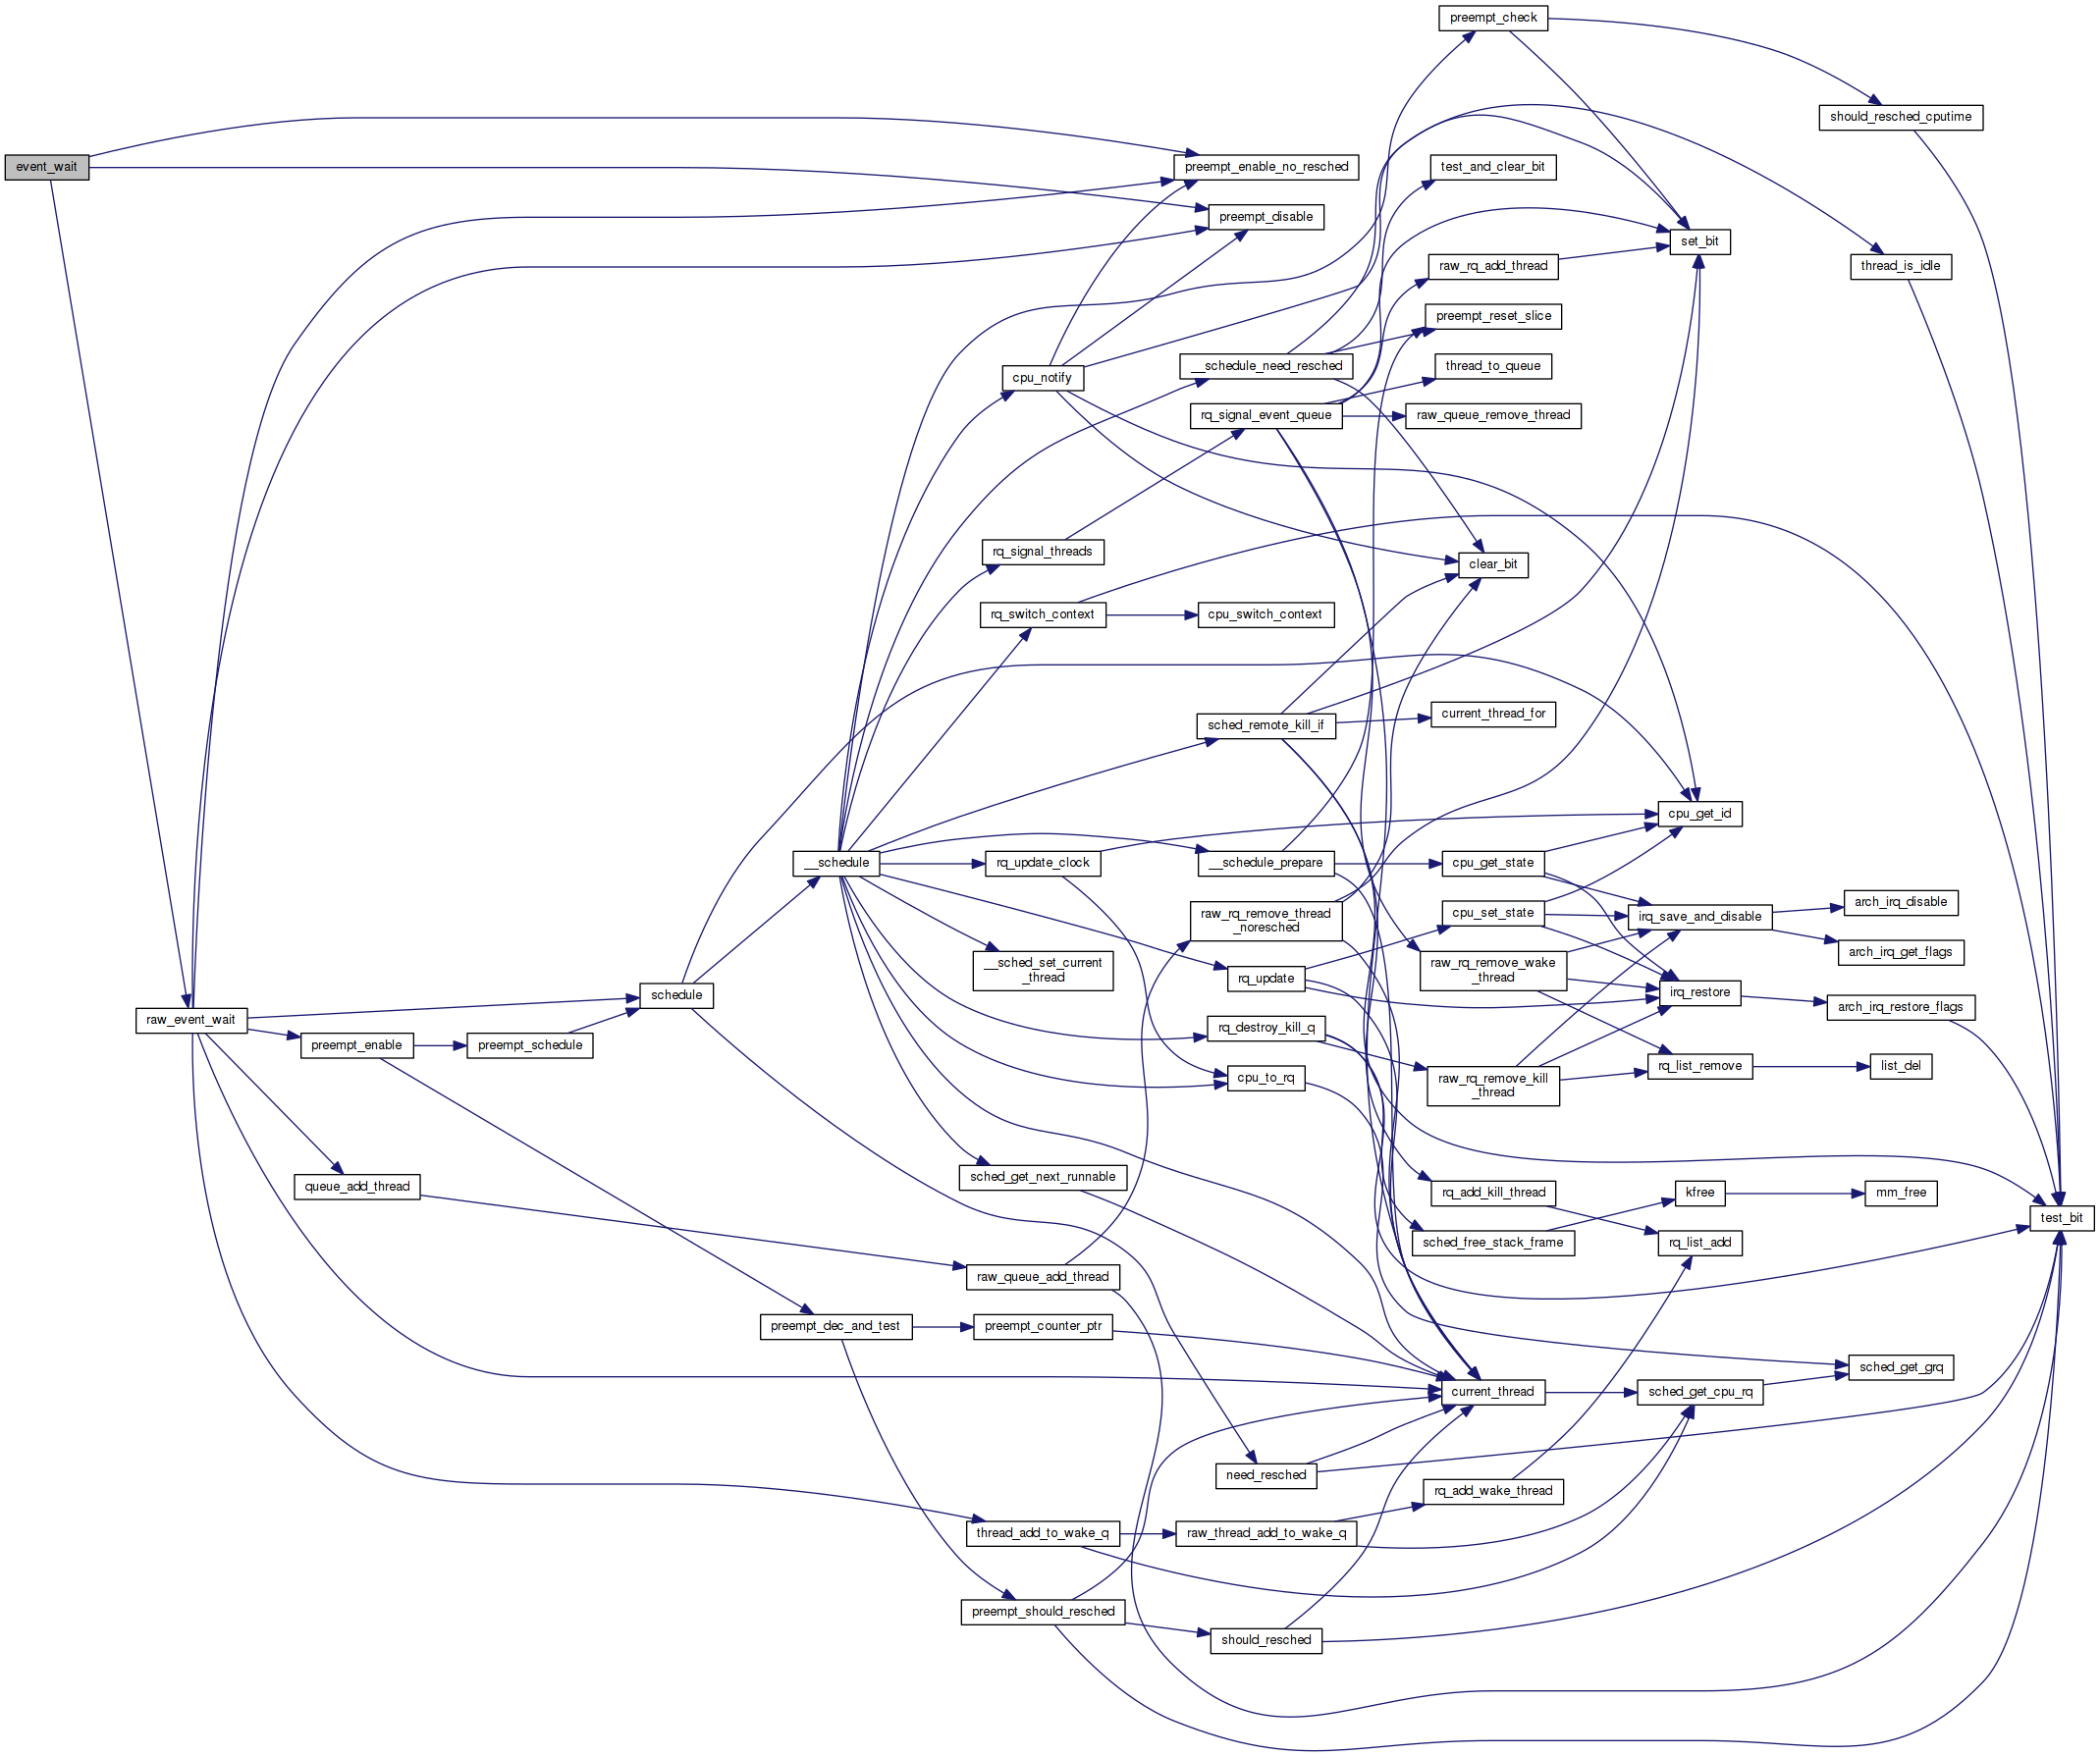 preempt_check
should_resched_cputime
event_wait
preempt_enable_no_resched
test_and_clear_bit
preempt_disable
set_bit
raw_rq_add_thread
thread_is_idle
preempt_reset_slice
__schedule_need_resched
thread_to_queue
cpu_notify
rq_signal_event_queue
raw_queue_remove_thread
rq_signal_threads
clear_bit
rq_switch_context
cpu_switch_context
sched_remote_kill_if
current_thread_for
cpu_get_id
__schedule
rq_update_clock
__schedule_prepare
cpu_get_state
arch_irq_disable
raw_rq_remove_thread
_noresched
cpu_set_state
irq_save_and_disable
arch_irq_get_flags
__sched_set_current
_thread
rq_update
raw_rq_remove_wake
_thread
schedule
irq_restore
arch_irq_restore_flags
raw_event_wait
rq_destroy_kill_q
preempt_enable
preempt_schedule
rq_list_remove
list_del
cpu_to_rq
raw_rq_remove_kill
_thread
sched_get_next_runnable
queue_add_thread
rq_add_kill_thread
kfree
mm_free
test_bit
sched_free_stack_frame
rq_list_add
raw_queue_add_thread
preempt_dec_and_test
preempt_counter_ptr
sched_get_grq
current_thread
sched_get_cpu_rq
need_resched
rq_add_wake_thread
thread_add_to_wake_q
raw_thread_add_to_wake_q
preempt_should_resched
should_resched